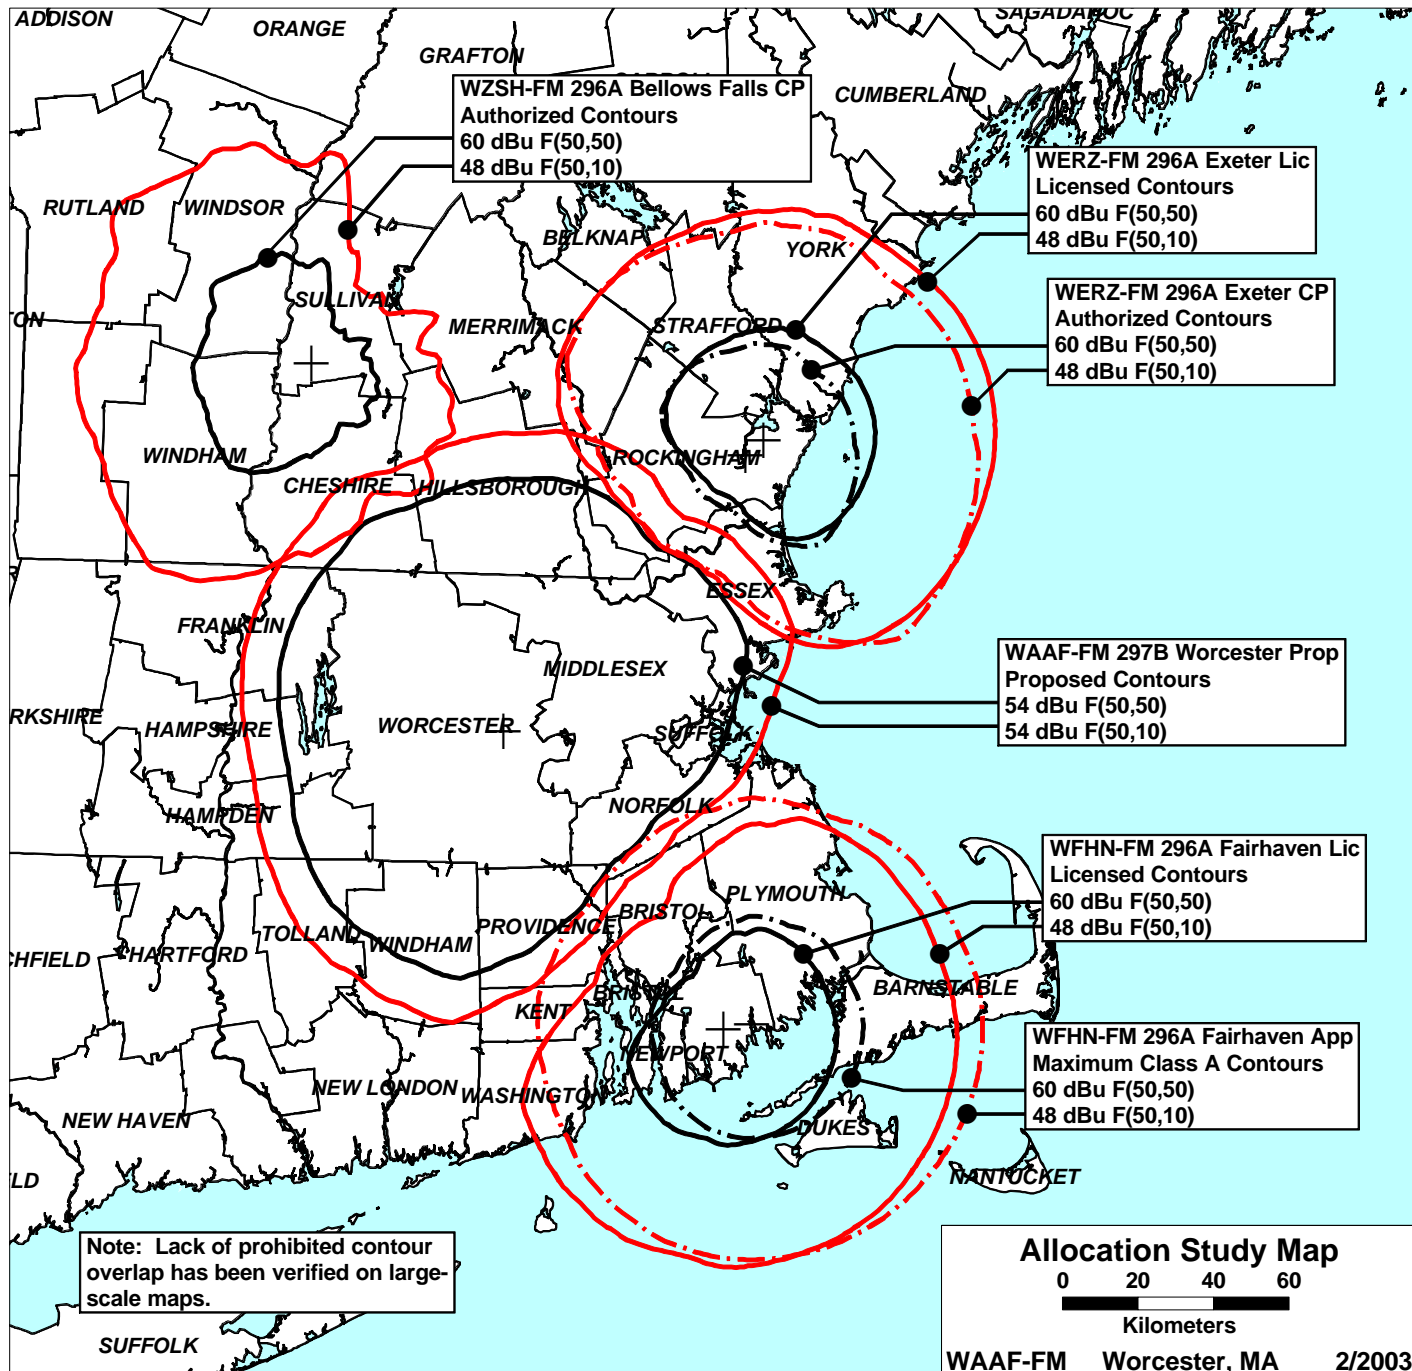 ADDISON
ORANGE
GRAFTON
SAGADAHOC
CUMBERLAND
WZSH-FM 296A Bellows Falls CP
Authorized Contours
60 dBu F(50,50)
48 dBu F(50,10)
WERZ-FM 296A Exeter Lic
Licensed Contours
60 dBu F(50,50)
48 dBu F(50,10)
RUTLAND
WINDSOR
BELKNAP
YORK
WERZ-FM 296A Exeter CP
Authorized Contours
60 dBu F(50,50)
48 dBu F(50,10)
SULLIVAN
TON
MERRIMACK
STRAFFORD
WINDHAM
CHESHIRE
HILLSBOROUGH
ROCKINGHAM
ESSEX
FRANKLIN
MIDDLESEX
WAAF-FM 297B Worcester Prop
Proposed Contours
54 dBu F(50,50)
54 dBu F(50,10)
RKSHIRE
HAMPSHIRE
WORCESTER
SUFFOLK
HAMPDEN
NORFOLK
WFHN-FM 296A Fairhaven Lic
Licensed Contours
60 dBu F(50,50)
48 dBu F(50,10)
PLYMOUTH
BRISTOL
PROVIDENCE
TOLLAND
WINDHAM
HARTFORD
CHFIELD
BRISTOL
BARNSTABLE
KENT
WFHN-FM 296A Fairhaven App
Maximum Class A Contours
60 dBu F(50,50)
48 dBu F(50,10)
NEWPORT
NEW LONDON
WASHINGTON
NEW HAVEN
DUKES
NANTUCKET
LD
Note: Lack of prohibited contour
overlap has been verified on large-
scale maps.
SUFFOLK
Allocation Study Map
0 20 40 60
Kilometers
WAAF-FM Worcester, MA 2/2003